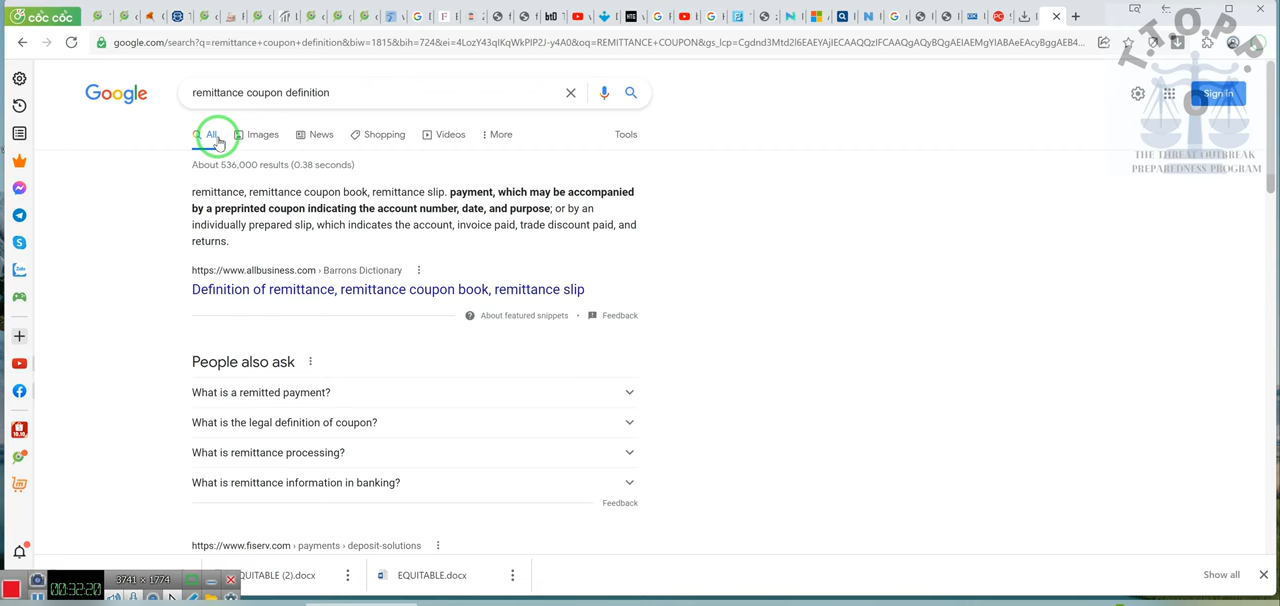 cốc cốc
google.com/search?q=remittance+coupon+definition&biw=1815&bih=724&ei=4LozY43qIKqWkPIP2J-y4A0&oq=REMITTANCE+COUPON&gs_lcp=Cgdnd3Mtd2l6EAEYAjIECAAQQzIFCAAQgAQyBQgAEIAEMgYIABAeEAcyBggAEB4...
T.T.O.P.P.
Google
remittance coupon definition
Sign in
All
Images
News
Shopping
Videos
More
Tools
THE THREAT OUTBREAK
PREPAREDNESS PROGRAM
About 536,000 results (0.38 seconds)
remittance, remittance coupon book, remittance slip. payment, which may be accompanied
by a preprinted coupon indicating the account number, date, and purpose; or by an
individually prepared slip, which indicates the account, invoice paid, trade discount paid, and
returns.
https://www.allbusiness.com › Barrons Dictionary
Definition of remittance, remittance coupon book, remittance slip
About featured snippets • Feedback
People also ask
What is a remitted payment?
What is the legal definition of coupon?
What is remittance processing?
What is remittance information in banking?
Feedback
https://www.fiserv.com › payments › deposit-solutions
QUITABLE (2).docx
EQUITABLE.docx
Show all
3741 × 1774
00:32:20